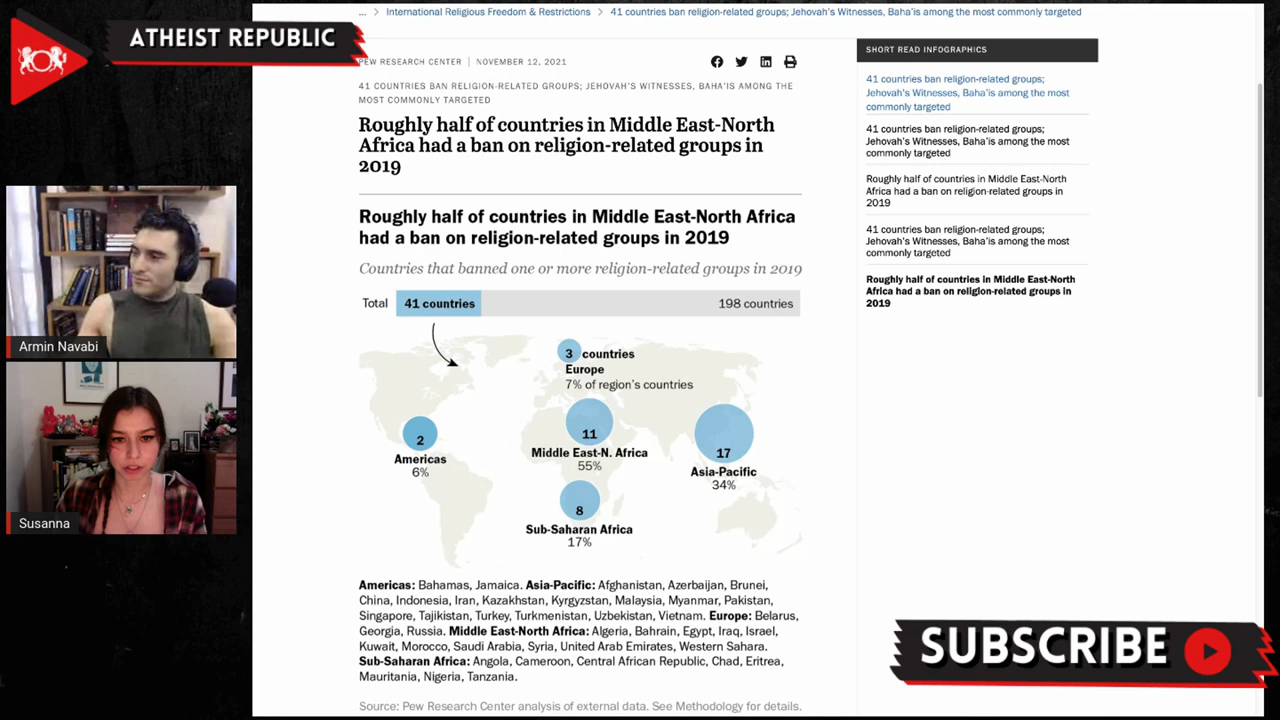 ATHEIST REPUBLIC
... > International Religious Freedom & Restrictions > 41 countries ban religion-related groups; Jehovah's Witnesses, Baha'is among the most commonly targeted
PEW RESEARCH CENTER | NOVEMBER 12, 2021
41 COUNTRIES BAN RELIGION-RELATED GROUPS; JEHOVAH'S WITNESSES, BAHA'IS AMONG THE
MOST COMMONLY TARGETED
Roughly half of countries in Middle East-North
Africa had a ban on religion-related groups in
2019
Roughly half of countries in Middle East-North Africa
had a ban on religion-related groups in 2019
Countries that banned one or more religion-related groups in 2019
Total 41 countries 198 countries
3 countries
Europe
7% of region's countries
2
Americas
6%
11
Middle East-N. Africa
55%
17
Asia-Pacific
34%
8
Sub-Saharan Africa
17%
Americas: Bahamas, Jamaica. Asia-Pacific: Afghanistan, Azerbaijan, Brunei,
China, Indonesia, Iran, Kazakhstan, Kyrgyzstan, Malaysia, Myanmar, Pakistan,
Singapore, Tajikistan, Turkey, Turkmenistan, Uzbekistan, Vietnam. Europe: Belarus,
Georgia, Russia. Middle East-North Africa: Algeria, Bahrain, Egypt, Iraq, Israel,
Kuwait, Morocco, Saudi Arabia, Syria, United Arab Emirates, Western Sahara.
Sub-Saharan Africa: Angola, Cameroon, Central African Republic, Chad, Eritrea,
Mauritania, Nigeria, Tanzania.
Source: Pew Research Center analysis of external data. See Methodology for details.
SHORT READ INFOGRAPHICS
41 countries ban religion-related groups;
Jehovah's Witnesses, Baha'is among the most
commonly targeted
41 countries ban religion-related groups;
Jehovah's Witnesses, Baha'is among the most
commonly targeted
Roughly half of countries in Middle East-North
Africa had a ban on religion-related groups in
2019
41 countries ban religion-related groups;
Jehovah's Witnesses, Baha'is among the most
commonly targeted
Roughly half of countries in Middle East-North
Africa had a ban on religion-related groups in
2019
Armin Navabi
Susanna
SUBSCRIBE